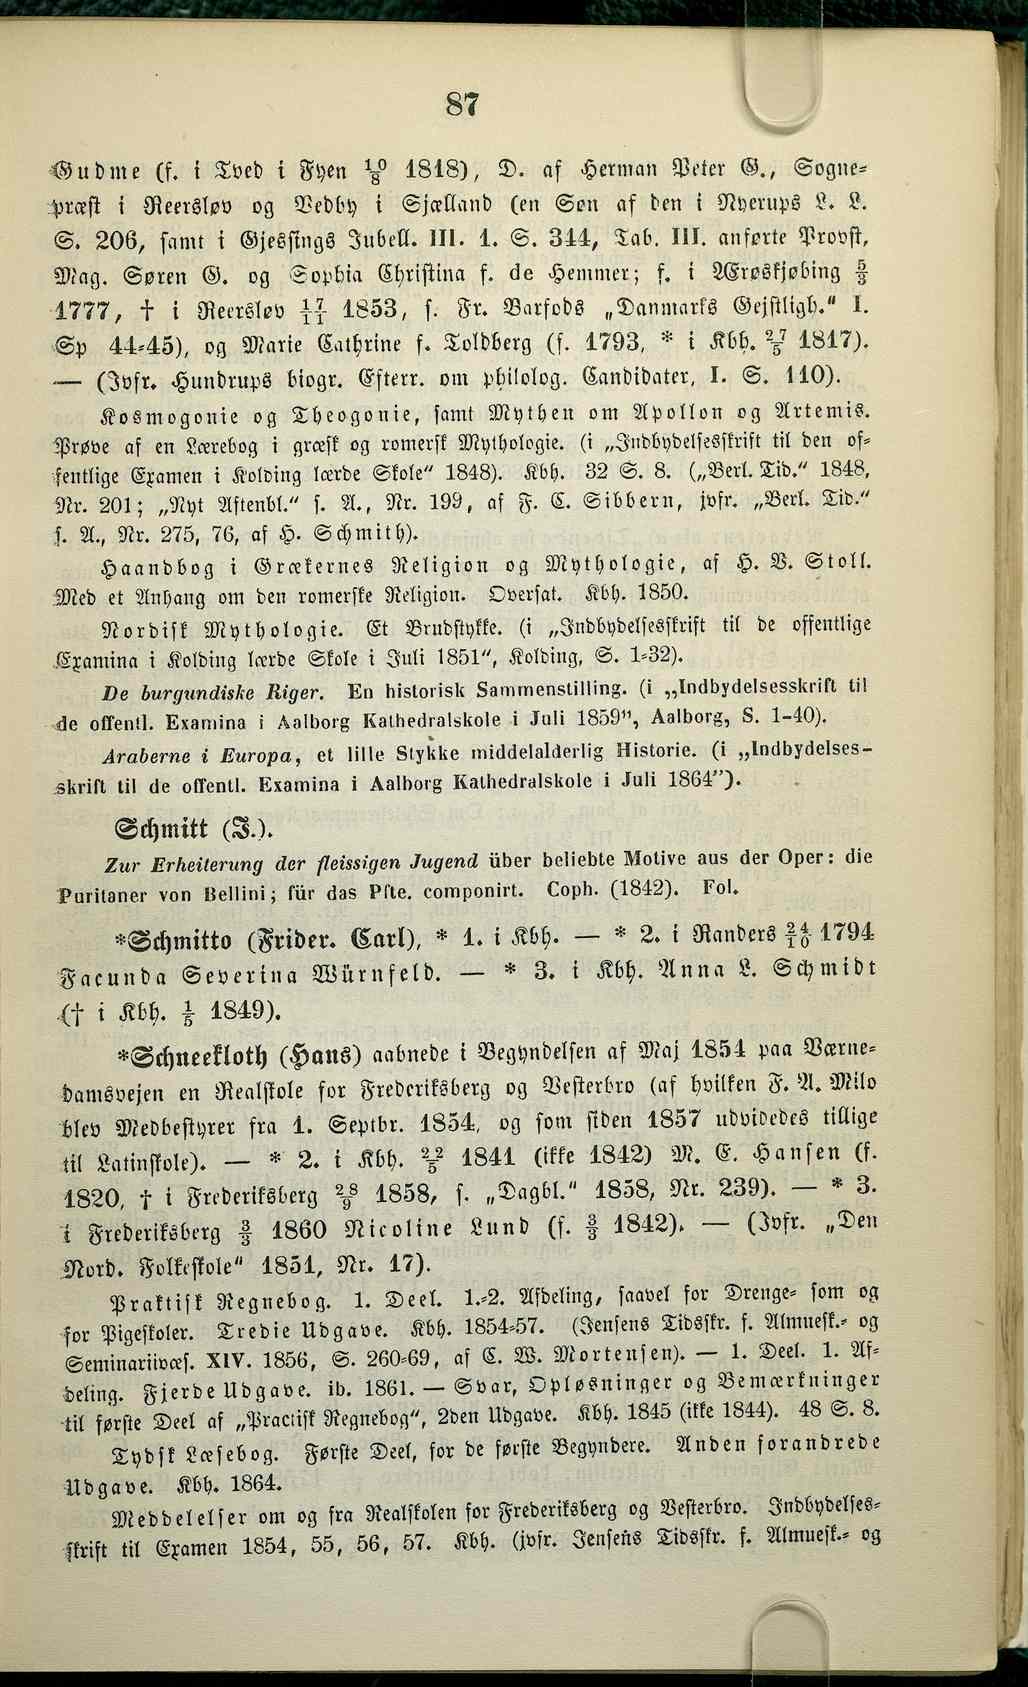 87
Gudme (f. i Tved i Fyen 10/8 1818), D. af Herman Peter G., Sogne-
præst i Reersløv og Vedby i Sjælland (en Søn af den i Nyerups L. L.
S. 206, samt i Gjessings Jubell. III. 1. S. 344, Tab. III. anførte Provst,
Mag. Søren G. og Sophia Christina f. de Hemmer; f. i Ærøskjøbing 5/3
1777, † i Reersløv 17/11 1853, s. Fr. Barfods „Danmarks Gejstligh.“ I.
Sp 44-45), og Marie Cathrine f. Toldberg (f. 1793, * i Kbh. 27/5 1817).
— (Jvfr. Hundrups biogr. Efterr. om philolog. Candidater, I. S. 110).
Kosmogonie og Theogonie, samt Mythen om Apollon og Artemis.
Prøve af en Lærebog i græsk og romersk Mythologie. (i „Indbydelsesskrift til den of-
fentlige Examen i Kolding lærde Skole“ 1848). Kbh. 32 S. 8. („Berl. Tid.“ 1848,
Nr. 201; „Nyt Aftenbl.“ s. A., Nr. 199, af F. C. Sibbern, jvfr. „Berl. Tid.“
s. A., Nr. 275, 76, af H. Schmith).
Haandbog i Grækernes Religion og Mythologie, af H. V. Stoll.
Med et Anhang om den romerske Religion. Oversat. Kbh. 1850.
Nordisk Mythologie. Et Brudstykke. (i „Indbydelsesskrift til de offentlige
Examina i Kolding lærde Skole i Juli 1851“, Kolding, S. 1-32).
De burgundiske Riger. En historisk Sammenstilling. (i „Indbydelsesskrift til
de offentl. Examina i Aalborg Kathedralskole i Juli 1859”, Aalborg, S. 1-40).
Araberne i Europa, et lille Stykke middelalderlig Historie. (i „Indbydelses-
skrift til de offentl. Examina i Aalborg Kathedralskole i Juli 1864”).
Schmitt (J.).
Zur Erheiterung der fleissigen Jugend über beliebte Motive aus der Oper: die
Puritaner von Bellini; für das Pfte. componirt. Coph. (1842). Fol.
*Schmitto (Frider. Carl), * 1. i Kbh. — * 2. i Randers 24/10 1794
Facunda Severina Würnfeld. — * 3. i Kbh. Anna L. Schmidt
(† i Kbh. 1/5 1849).
*Schneekloth (Hans) aabnede i Begyndelsen af Maj 1854 paa Værne-
damsvejen en Realskole for Frederiksberg og Vesterbro (af hvilken F. A. Milo
blev Medbestyrer fra 1. Septbr. 1854, og som siden 1857 udvidedes tillige
til Latinskole). — * 2. i Kbh. 22/5 1841 (ikke 1842) M. E. Hansen (f.
1820, † i Frederiksberg 28/9 1858, s. „Dagbl.“ 1858, Nr. 239). — * 3.
i Frederiksberg 3/3 1860 Nicoline Lund (f. 3/3 1842). — (Jvfr. „Den
Nord. Folkeskole“ 1851, Nr. 17).
Praktisk Regnebog. 1. Deel. 1.-2. Afdeling, saavel for Drenge- som og
for Pigeskoler. Tredie Udgave. Kbh. 1854-57. (Jensens Tidsskr. f. Almuesk.- og
Seminariivæs. XIV. 1856, S. 260-69, af C. W. Mortensen). — 1. Deel. 1. Af-
deling. Fjerde Udgave. ib. 1861. — Svar, Opløsninger og Bemærkninger
til første Deel af „Practisk Regnebog“, 2den Udgave. Kbh. 1845 (ikke 1844). 48 S. 8.
Tydsk Læsebog. Første Deel, for de første Begyndere. Anden forandrede
Udgave. Kbh. 1864.
Meddelelser om og fra Realskolen for Frederiksberg og Vesterbro. Indbydelses-
skrift til Examen 1854, 55, 56, 57. Kbh. (jvfr. Jensens Tidsskr. f. Almuesk.- og